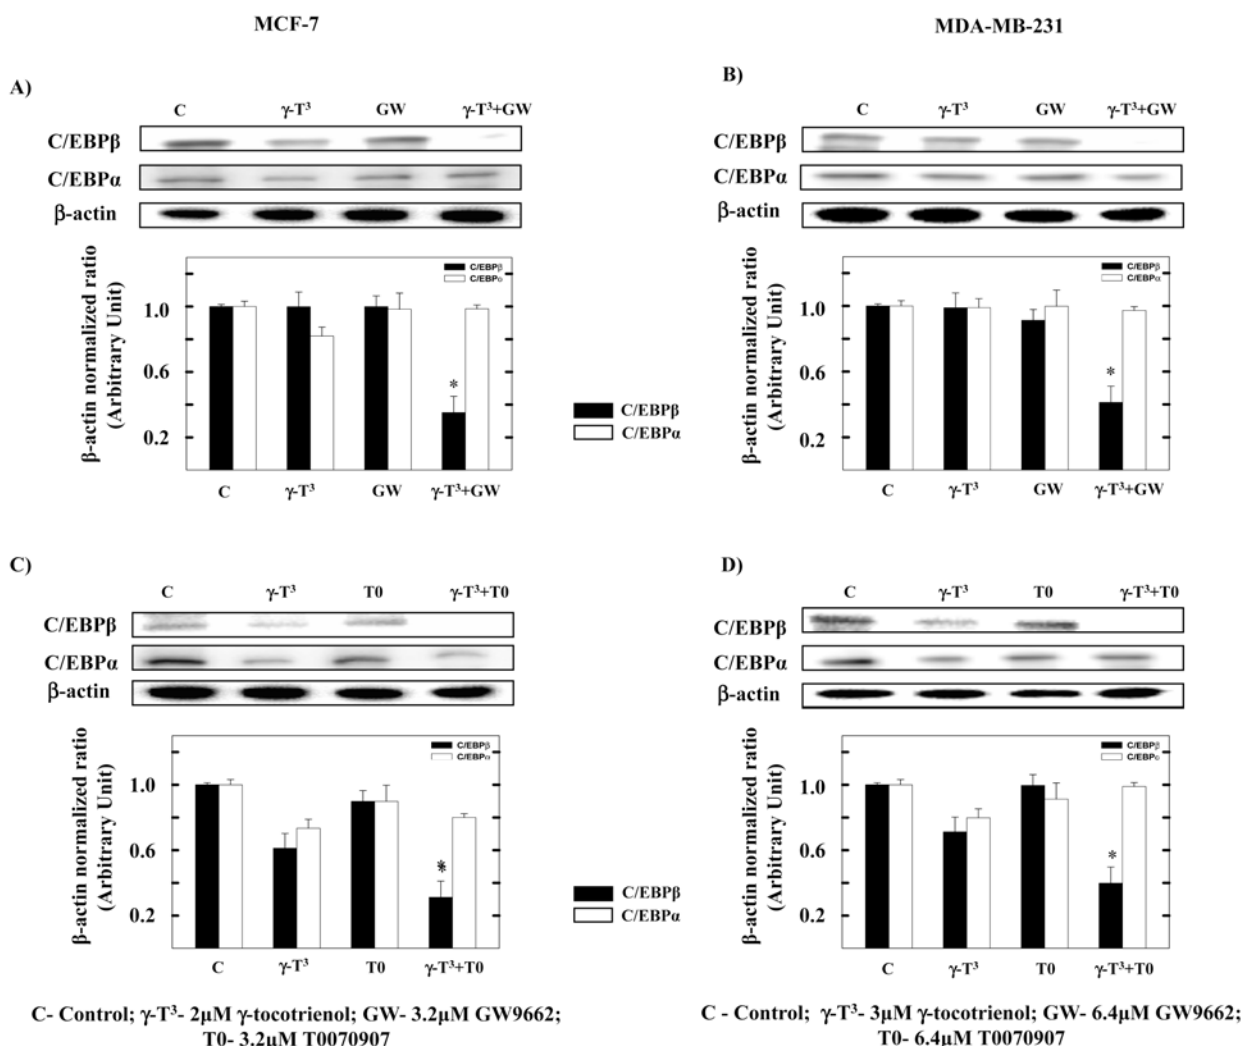 MCF-7
MDA-MB-231
A)
C γ-T³ GW γ-T³+GW
C/EBPβ
C/EBPα
β-actin
β-actin normalized ratio
(Arbitrary Unit)
C/EBPβ
C/EBPα
1.0
0.6
0.2
C γ-T³ GW γ-T³+GW
*
B)
C γ-T³ GW γ-T³+GW
C/EBPβ
C/EBPα
β-actin
β-actin normalized ratio
(Arbitrary Unit)
C/EBPβ
C/EBPα
1.0
0.6
0.2
C γ-T³ GW γ-T³+GW
*
C/EBPβ
C/EBPα
C)
C γ-T³ T0 γ-T³+T0
C/EBPβ
C/EBPα
β-actin
β-actin normalized ratio
(Arbitrary Unit)
C/EBPβ
C/EBPα
1.0
0.6
0.2
C γ-T³ T0 γ-T³+T0
*
D)
C γ-T³ T0 γ-T³+T0
C/EBPβ
C/EBPα
β-actin
β-actin normalized ratio
(Arbitrary Unit)
C/EBPβ
C/EBPα
1.0
0.6
0.2
C γ-T³ T0 γ-T³+T0
*
C/EBPβ
C/EBPα
C- Control; γ-T³- 2μM γ-tocotrienol; GW- 3.2μM GW9662;
T0- 3.2μM T0070907
C - Control; γ-T³- 3μM γ-tocotrienol; GW- 6.4μM GW9662;
T0- 6.4μM T0070907